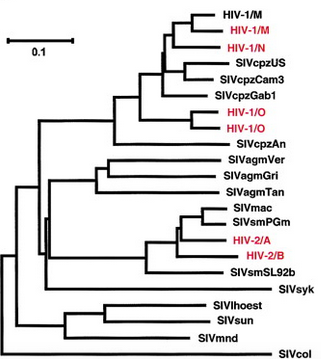 HIV-1/M
HIV-1/M
HIV-1/N
SIVcpzUS
SIVcpzCam3
SIVcpzGab1
HIV-1/O
HIV-1/O
SIVcpzAn
SIVagmVer
SIVagmGri
SIVagmTan
SIVmac
SIVsmPGm
HIV-2/A
HIV-2/B
SIVsmSL92b
SIVsyk
SIVlhoest
SIVsun
SIVmnd
SIVcol
0.1